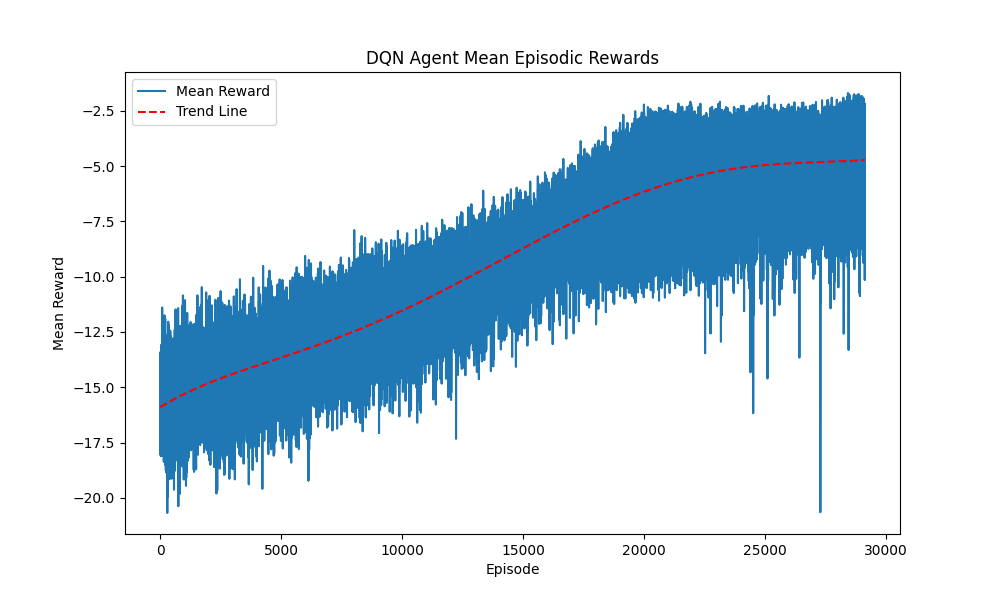 DQN Agent Mean Episodic Rewards
Mean Reward
Trend Line
Mean Reward
−2.5
−5.0
−7.5
−10.0
−12.5
−15.0
−17.5
−20.0
0 5000 10000 15000 20000 25000 30000
Episode